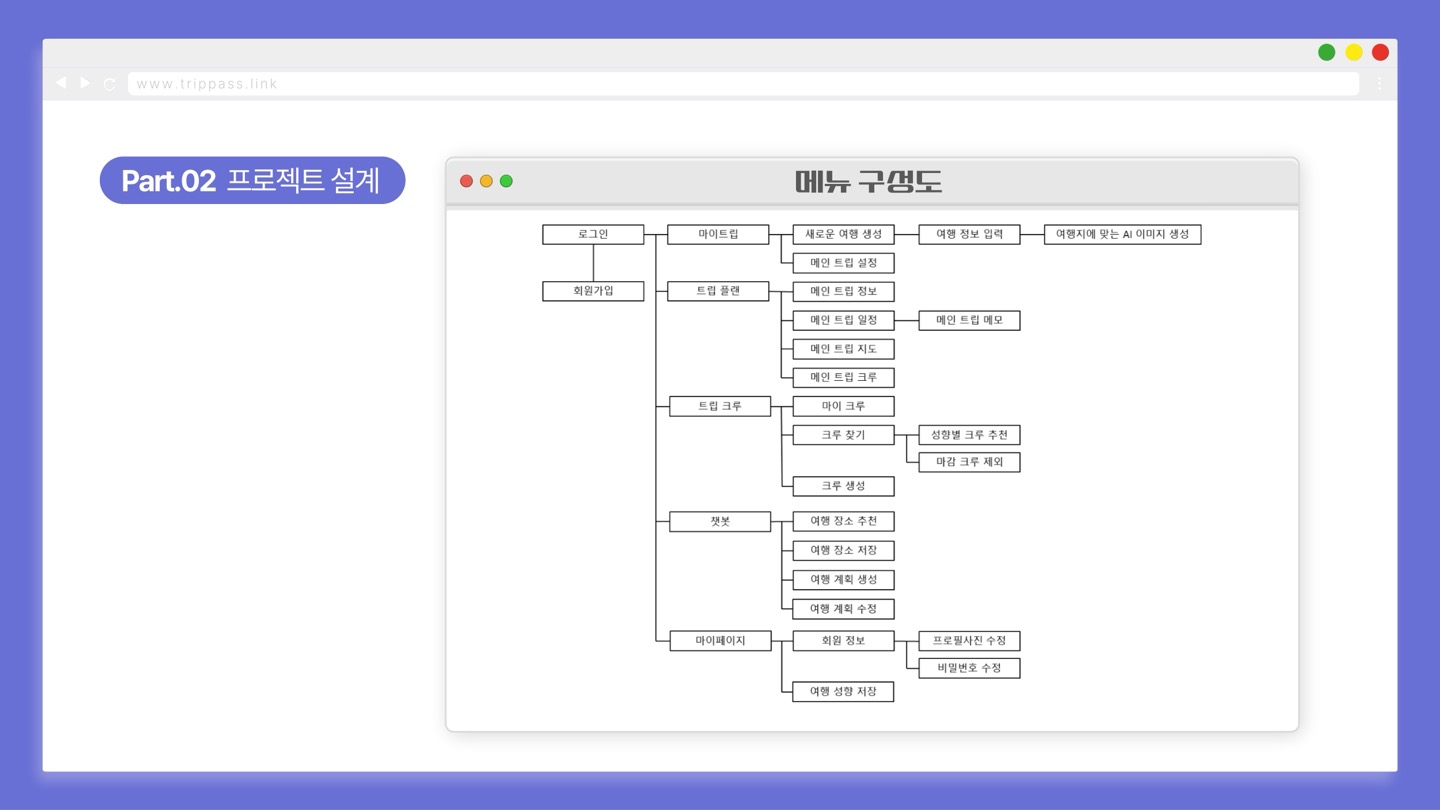 www.trippass.link
Part.02 프로젝트 설계
메뉴 구성도
로그인
마이트립
새로운 여행 생성
여행 정보 입력
여행지에 맞는 AI 이미지 생성
메인 트립 설정
회원가입
트립 플랜
메인 트립 정보
메인 트립 일정
메인 트립 메모
메인 트립 지도
메인 트립 크루
트립 크루
마이 크루
크루 찾기
성향별 크루 추천
마감 크루 제외
크루 생성
챗봇
여행 장소 추천
여행 장소 저장
여행 계획 생성
여행 계획 수정
마이페이지
회원 정보
프로필사진 수정
비밀번호 수정
여행 성향 저장